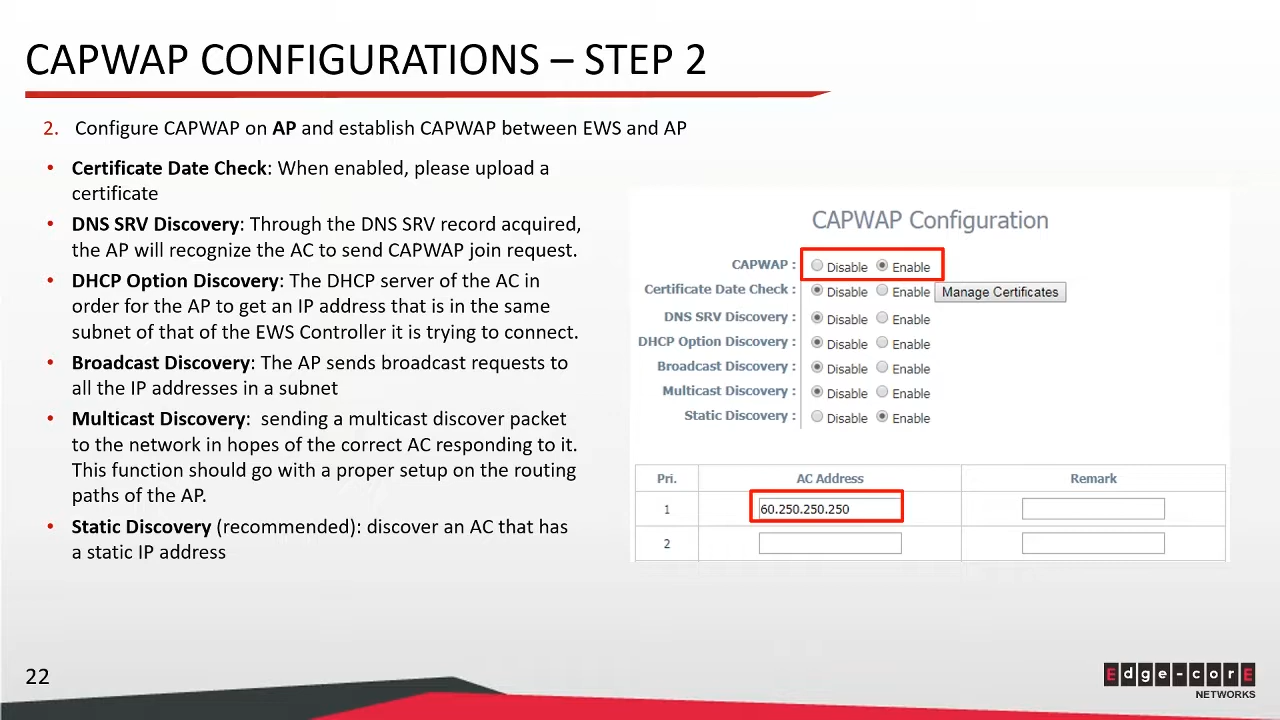 CAPWAP CONFIGURATIONS – STEP 2
2. Configure CAPWAP on AP and establish CAPWAP between EWS and AP
• Certificate Date Check: When enabled, please upload a
certificate
• DNS SRV Discovery: Through the DNS SRV record acquired,
the AP will recognize the AC to send CAPWAP join request.
• DHCP Option Discovery: The DHCP server of the AC in
order for the AP to get an IP address that is in the same
subnet of that of the EWS Controller it is trying to connect.
• Broadcast Discovery: The AP sends broadcast requests to
all the IP addresses in a subnet
• Multicast Discovery:  sending a multicast discover packet
to the network in hopes of the correct AC responding to it.
This function should go with a proper setup on the routing
paths of the AP.
• Static Discovery (recommended): discover an AC that has
a static IP address
CAPWAP Configuration
CAPWAP : Disable Enable
Certificate Date Check : Disable Enable Manage Certificates
DNS SRV Discovery : Disable Enable
DHCP Option Discovery : Disable Enable
Broadcast Discovery : Disable Enable
Multicast Discovery : Disable Enable
Static Discovery : Disable Enable
Pri. AC Address Remark
1 60.250.250.250
2
22
Edge-corE
NETWORKS